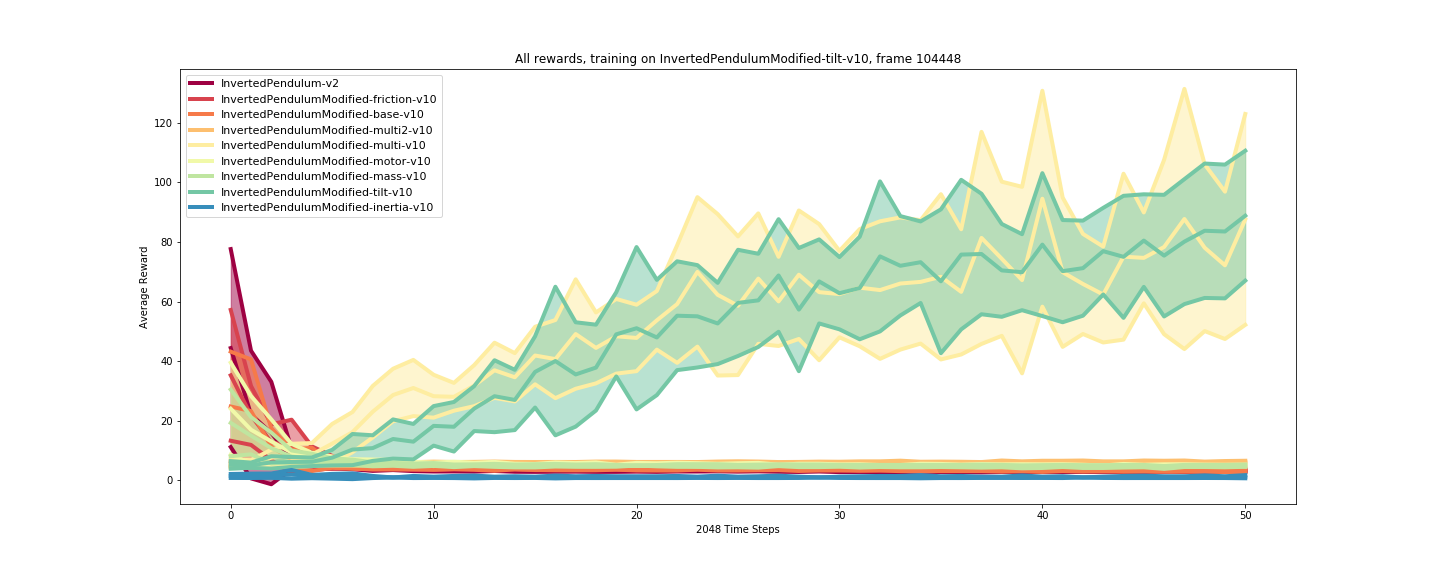 All rewards, training on InvertedPendulumModified-tilt-v10, frame 104448
InvertedPendulum-v2
InvertedPendulumModified-friction-v10
InvertedPendulumModified-base-v10
InvertedPendulumModified-multi2-v10
InvertedPendulumModified-multi-v10
InvertedPendulumModified-motor-v10
InvertedPendulumModified-mass-v10
InvertedPendulumModified-tilt-v10
InvertedPendulumModified-inertia-v10
Average Reward
120
100
80
60
40
20
0
0 10 20 30 40 50
2048 Time Steps